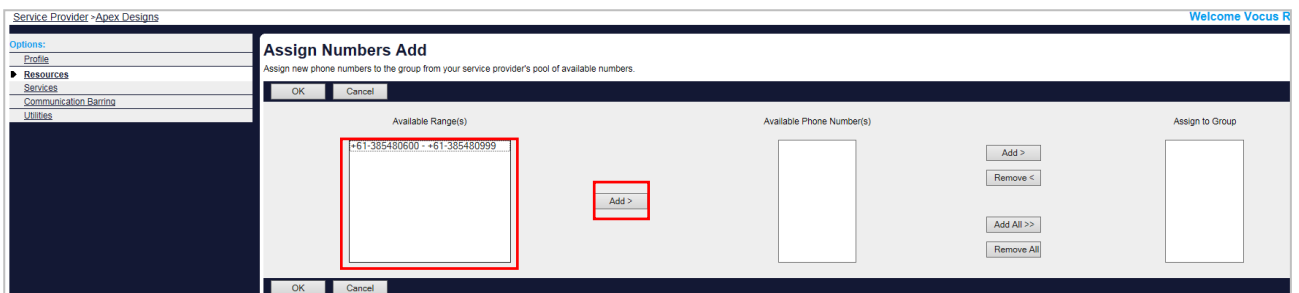 Service Provider >Apex Designs
Welcome Vocus R
Options:
Profile
Resources
Services
Communication Barring
Utilities
Assign Numbers Add
Assign new phone numbers to the group from your service provider's pool of available numbers.
OK Cancel
Available Range(s) Available Phone Number(s) Assign to Group
+61-385480600 - +61-385480999
Add >
Add >
Remove <
Add All >>
Remove All
OK Cancel